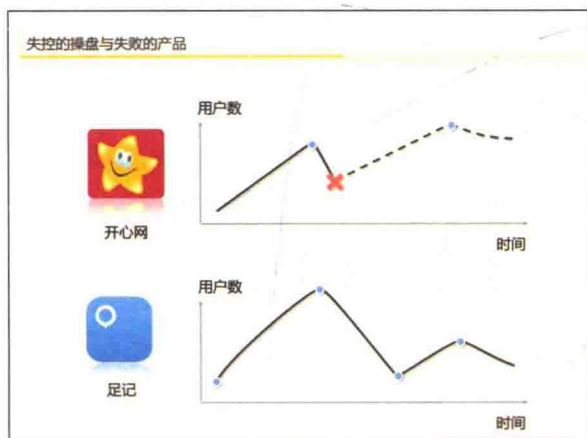 失控的操盘与失败的产品
用户数
开心网
时间
用户数
足记
时间